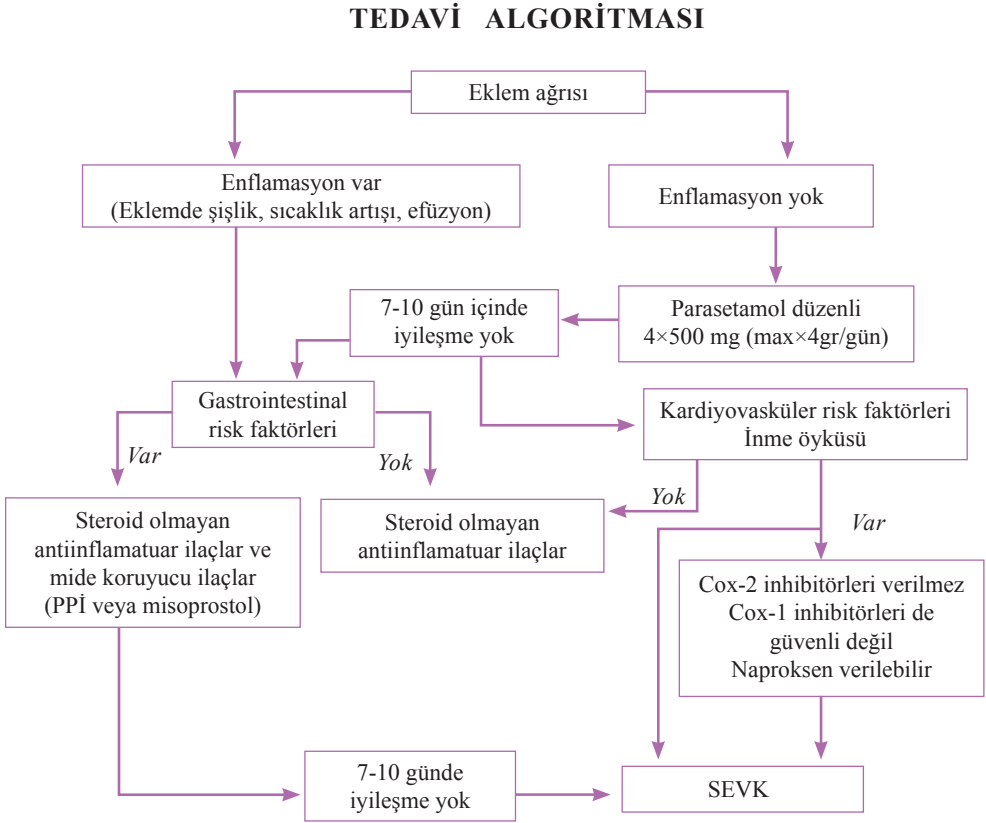 TEDAVİ ALGORİTMASI
Eklem ağrısı
Enflamasyon var
(Eklemde şişlik, sıcaklık artışı, efüzyon)
Enflamasyon yok
7-10 gün içinde
iyileşme yok
Parasetamol düzenli
4×500 mg (max×4gr/gün)
Gastrointestinal
risk faktörleri
Kardiyovasküler risk faktörleri
İnme öyküsü
Var
Yok
Yok
Var
Steroid olmayan
antiinflamatuar ilaçlar ve
mide koruyucu ilaçlar
(PPİ veya misoprostol)
Steroid olmayan
antiinflamatuar ilaçlar
Cox-2 inhibitörleri verilmez
Cox-1 inhibitörleri de
güvenli değil
Naproksen verilebilir
7-10 günde
iyileşme yok
SEVK